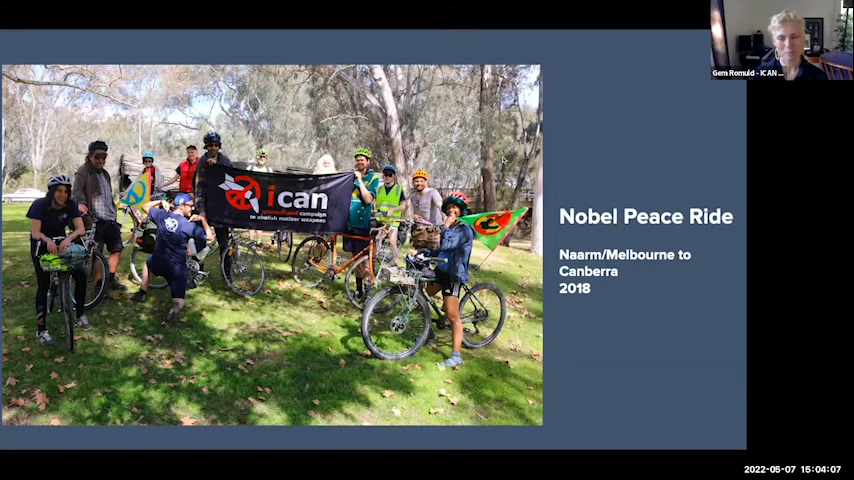 Gem Romuld - ICAN ...
ican
international campaign
to abolish nuclear weapons
Nobel Peace Ride
Naarm/Melbourne to
Canberra
2018
2022-05-07 15:04:07